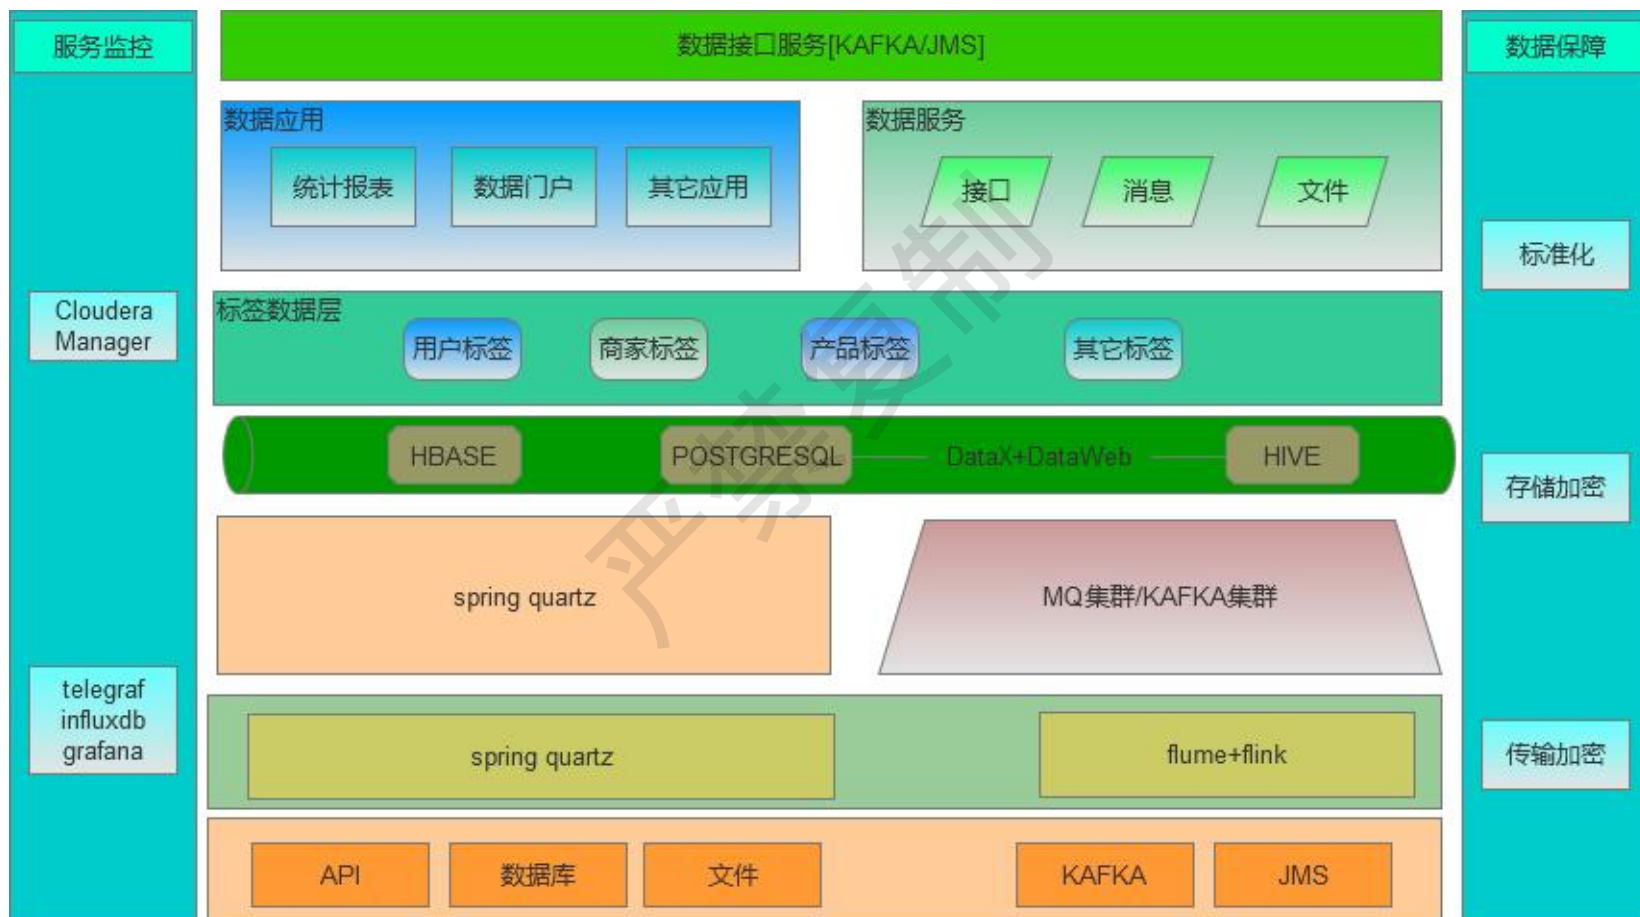 服务监控
数据接口服务[KAFKA/JMS]
数据保障
数据应用
数据服务
统计报表
数据门户
其它应用
接口
消息
文件
标准化
标签数据层
Cloudera
Manager
用户标签
商家标签
产品标签
其它标签
HBASE
POSTGRESQL
DataX+DataWeb
HIVE
存储加密
spring quartz
MQ集群/KAFKA集群
telegraf
influxdb
grafana
spring quartz
flume+flink
传输加密
API
数据库
文件
KAFKA
JMS
严禁复制